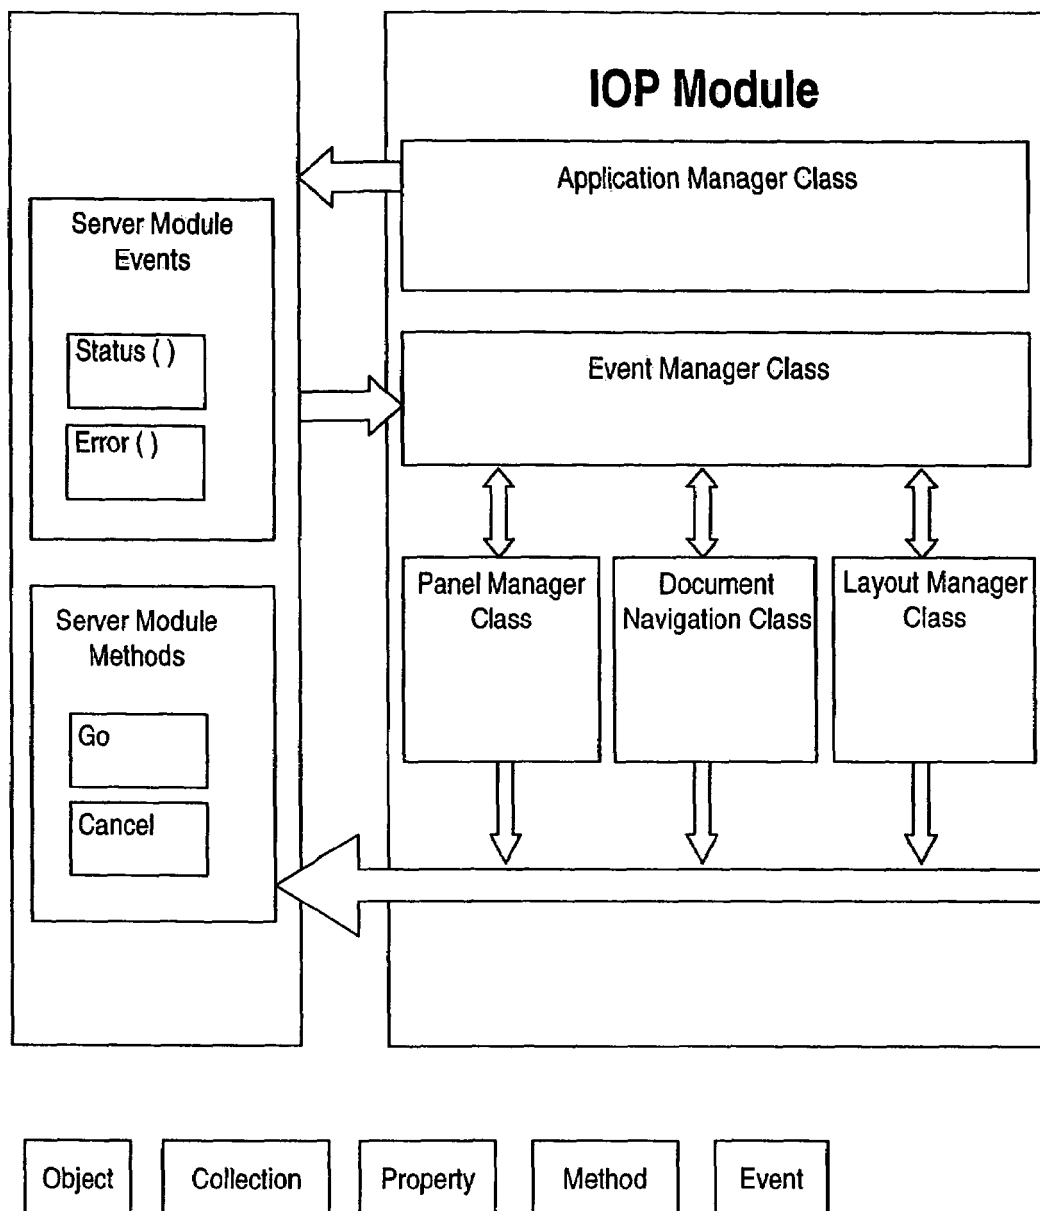 IOP Module
Application Manager Class
Server Module
Events
Status ( )
Error ( )
Event Manager Class
Panel Manager
Class
Document
Navigation Class
Layout Manager
Class
Server Module
Methods
Go
Cancel
Object
Collection
Property
Method
Event